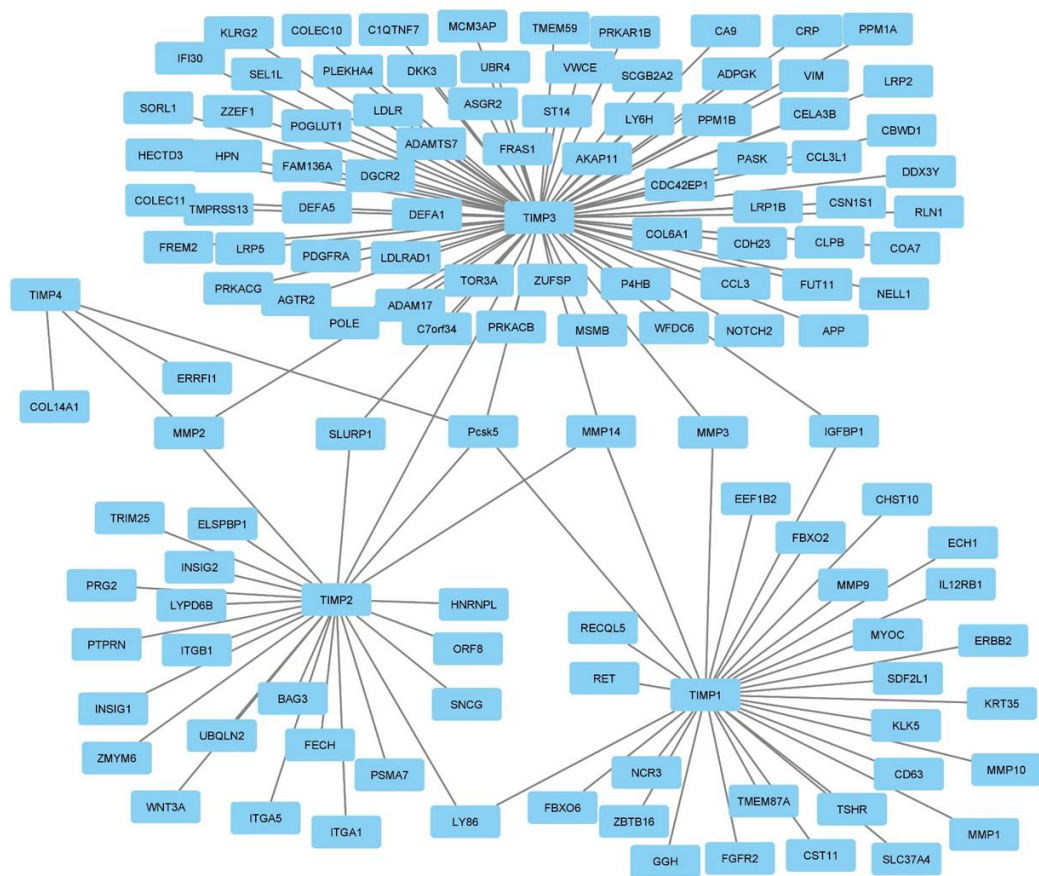 KLRG2
COLEC10
C1QTNF7
MCM3AP
TMEM59
PRKAR1B
CA9
CRP
PPM1A
IFI30
SEL1L
PLEKHA4
DKK3
UBR4
VWCE
SCGB2A2
ADPGK
VIM
LRP2
SORL1
ZZEF1
POGLUT1
LDLR
ASGR2
ST14
LY6H
PPM1B
CELA3B
CBWD1
HECTD3
HPN
FAM136A
ADAMTS7
DGCR2
FRAS1
AKAP11
PASK
CCL3L1
DDX3Y
COLEC11
TMPRSS13
DEFA5
DEFA1
TIMP3
CDC42EP1
LRP1B
CSN1S1
RLN1
FREM2
LRP5
PDGFRA
LDLRAD1
COL6A1
CDH23
CLPB
COA7
PRKACG
AGTR2
ADAM17
TOR3A
ZUFSP
P4HB
CCL3
FUT11
NELL1
TIMP4
POLE
C7orf34
PRKACB
MSMB
WFDC6
NOTCH2
APP
ERRFI1
COL14A1
MMP2
SLURP1
Pcsk5
MMP14
MMP3
IGFBP1
TRIM25
ELSPBP1
INSIG2
PRG2
LYPD6B
TIMP2
HNRNPL
PTPRN
ITGB1
ORF8
INSIG1
BAG3
SNCG
ZMYM6
UBQLN2
FECH
PSMA7
WNT3A
ITGA5
ITGA1
LY86
EEF1B2
CHST10
FBXO2
ECH1
MMP9
IL12RB1
RECQL5
MYOC
ERBB2
RET
TIMP1
SDF2L1
KRT35
KLK5
NCR3
CD63
MMP10
FBXO6
ZBTB16
TMEM87A
TSHR
MMP1
GGH
FGFR2
CST11
SLC37A4